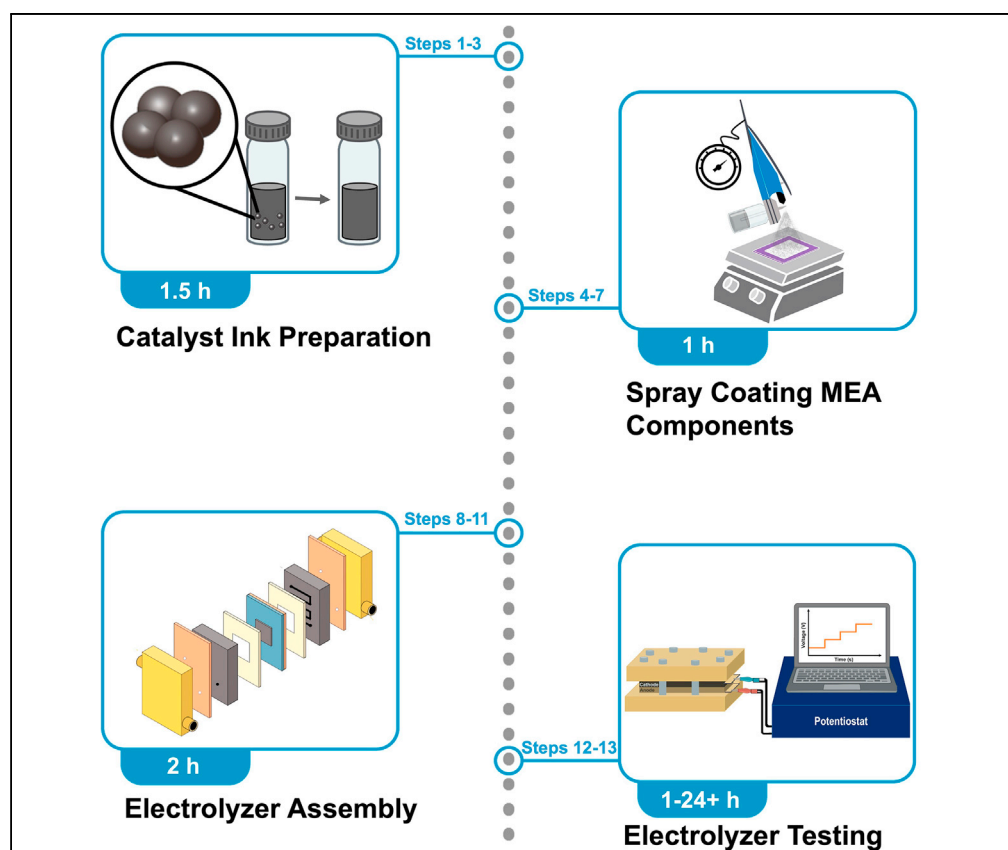 Steps 1-3
1.5 h
Catalyst Ink Preparation
Steps 4-7
1 h
Spray Coating MEA
Components
Steps 8-11
2 h
Electrolyzer Assembly
Voltage (V)
Time (s)
Cathode
Anode
Potentiostat
Steps 12-13
1-24+ h
Electrolyzer Testing